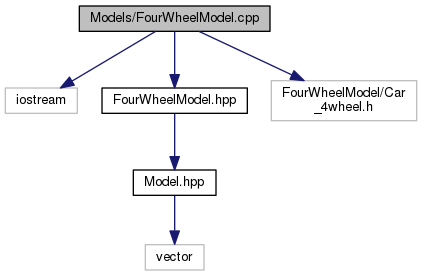 Models/FourWheelModel.cpp
iostream
FourWheelModel.hpp
FourWheelModel/Car
_4wheel.h
Model.hpp
vector